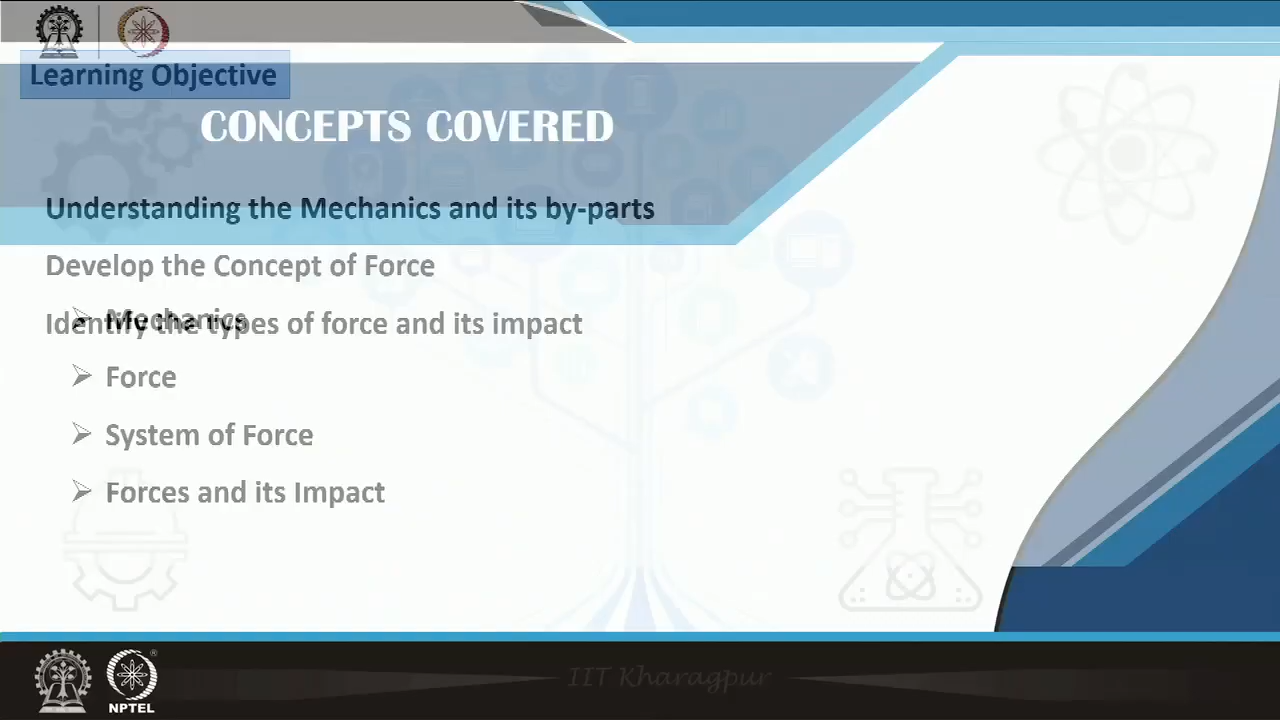 Learning Objective
CONCEPTS COVERED
Understanding the Mechanics and its by-parts
Develop the Concept of Force
Identify the types of force and its impact
➢ Mechanics
➢ Force
➢ System of Force
➢ Forces and its Impact
IIT Kharagpur
NPTEL